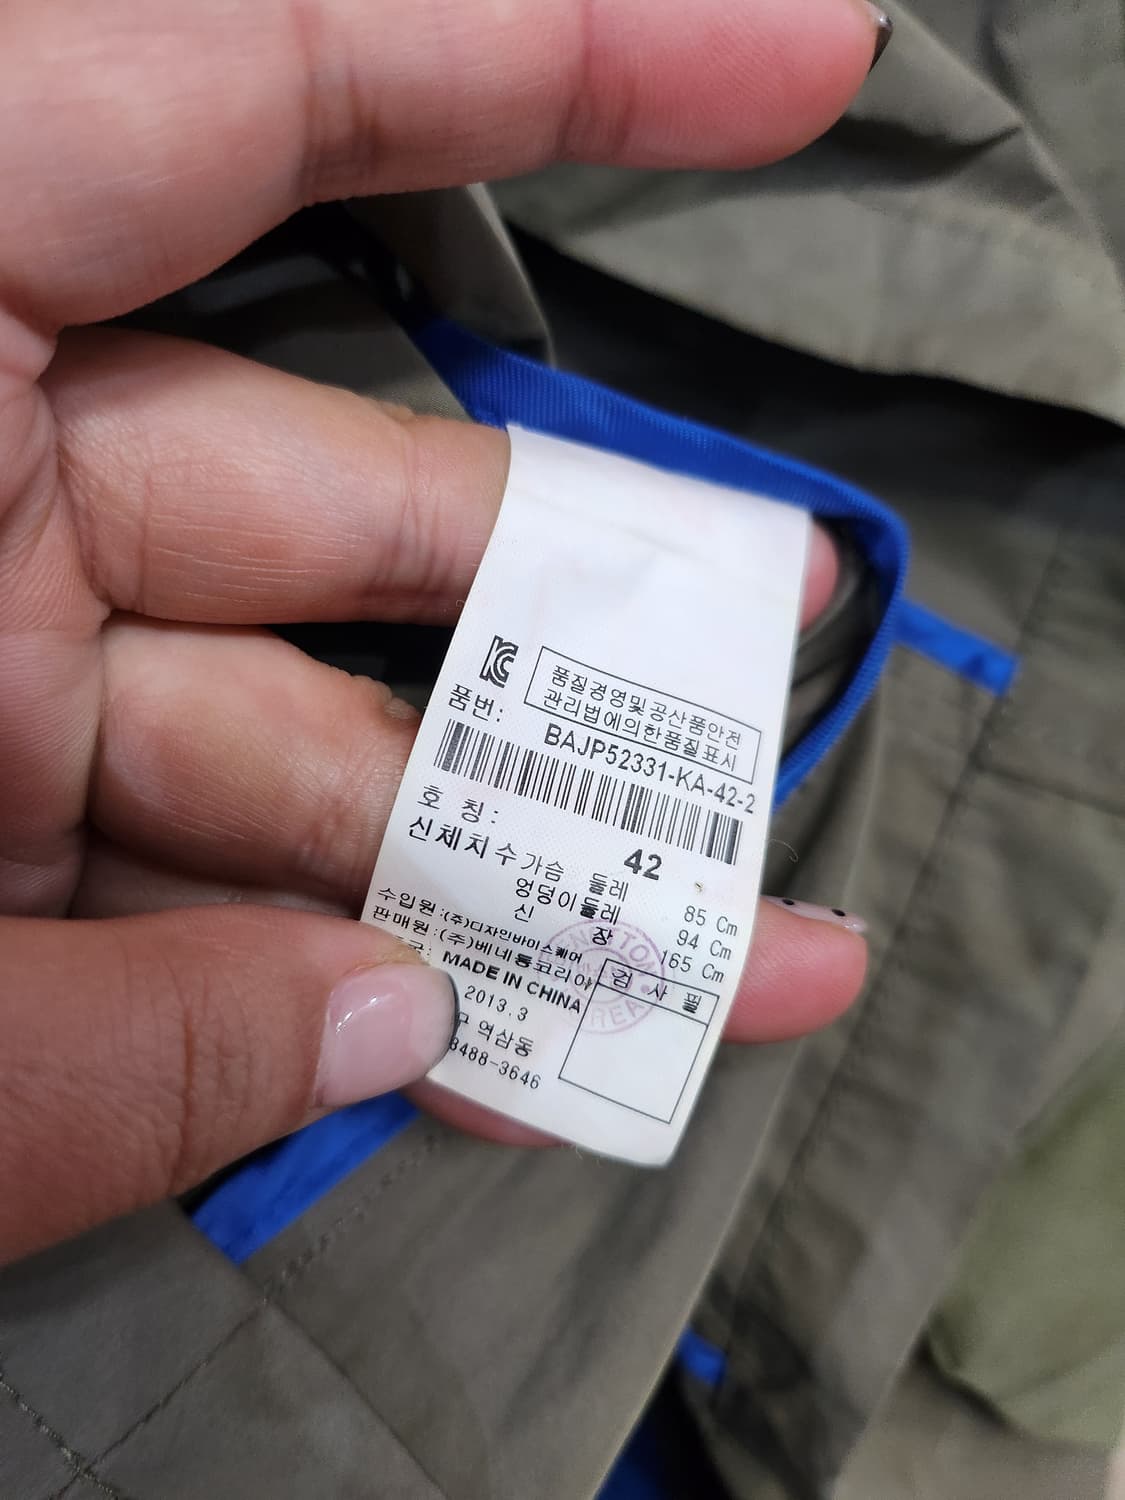 품질경영및공산품안전
관리법에의한품질표시
품번: BAJP52331-KA-42-2
호 칭: 42
신체치수 가슴 둘레 85 Cm
엉덩이둘레 94 Cm
신 장 165 Cm
수입원:(주)디자인바이스퀘어
판매원:(주)베네통코리아
MADE IN CHINA
2013.3
역삼동
8488-3646
검 사 필